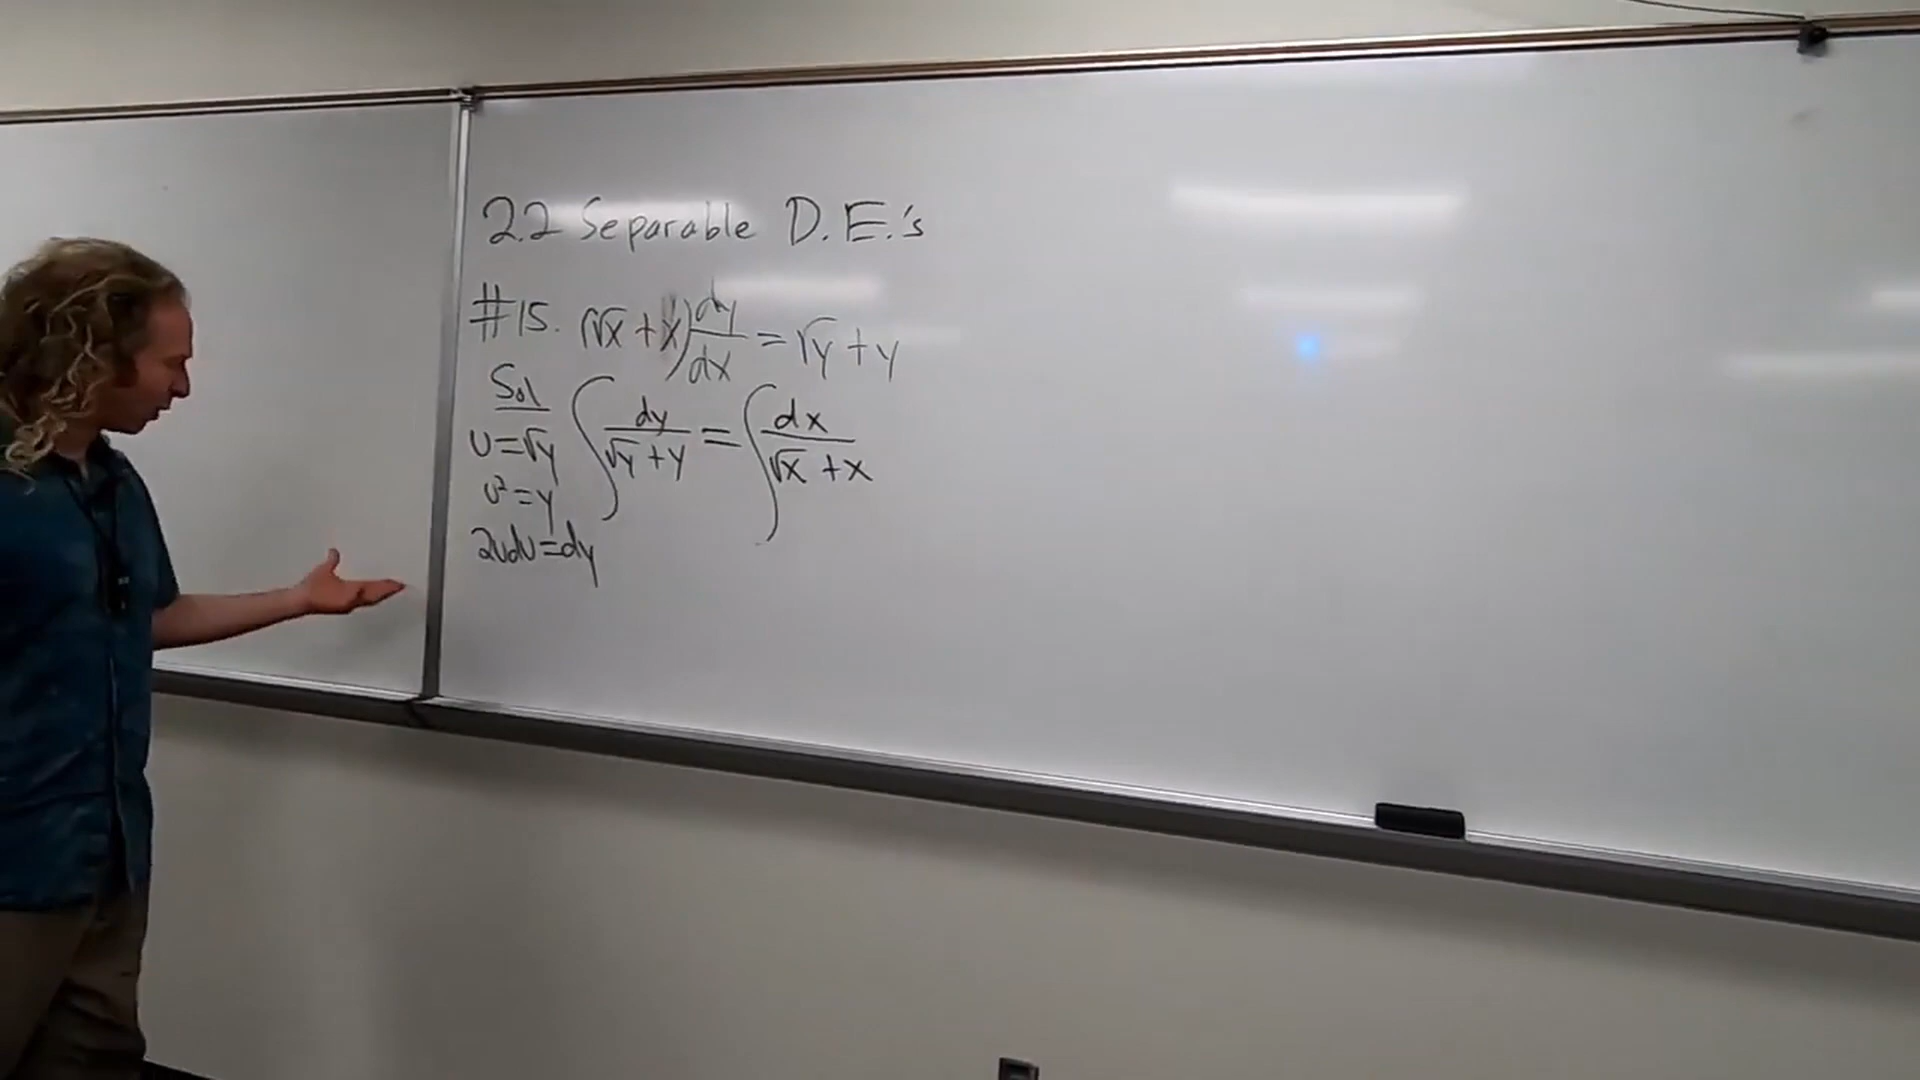 2.2 Separable D.E.'s
#15. (√x + x) dy/dx = √y + y
Sol
∫ dy/(√y + y) = ∫ dx/(√x + x)
u = √y
u² = y
2udu = dy